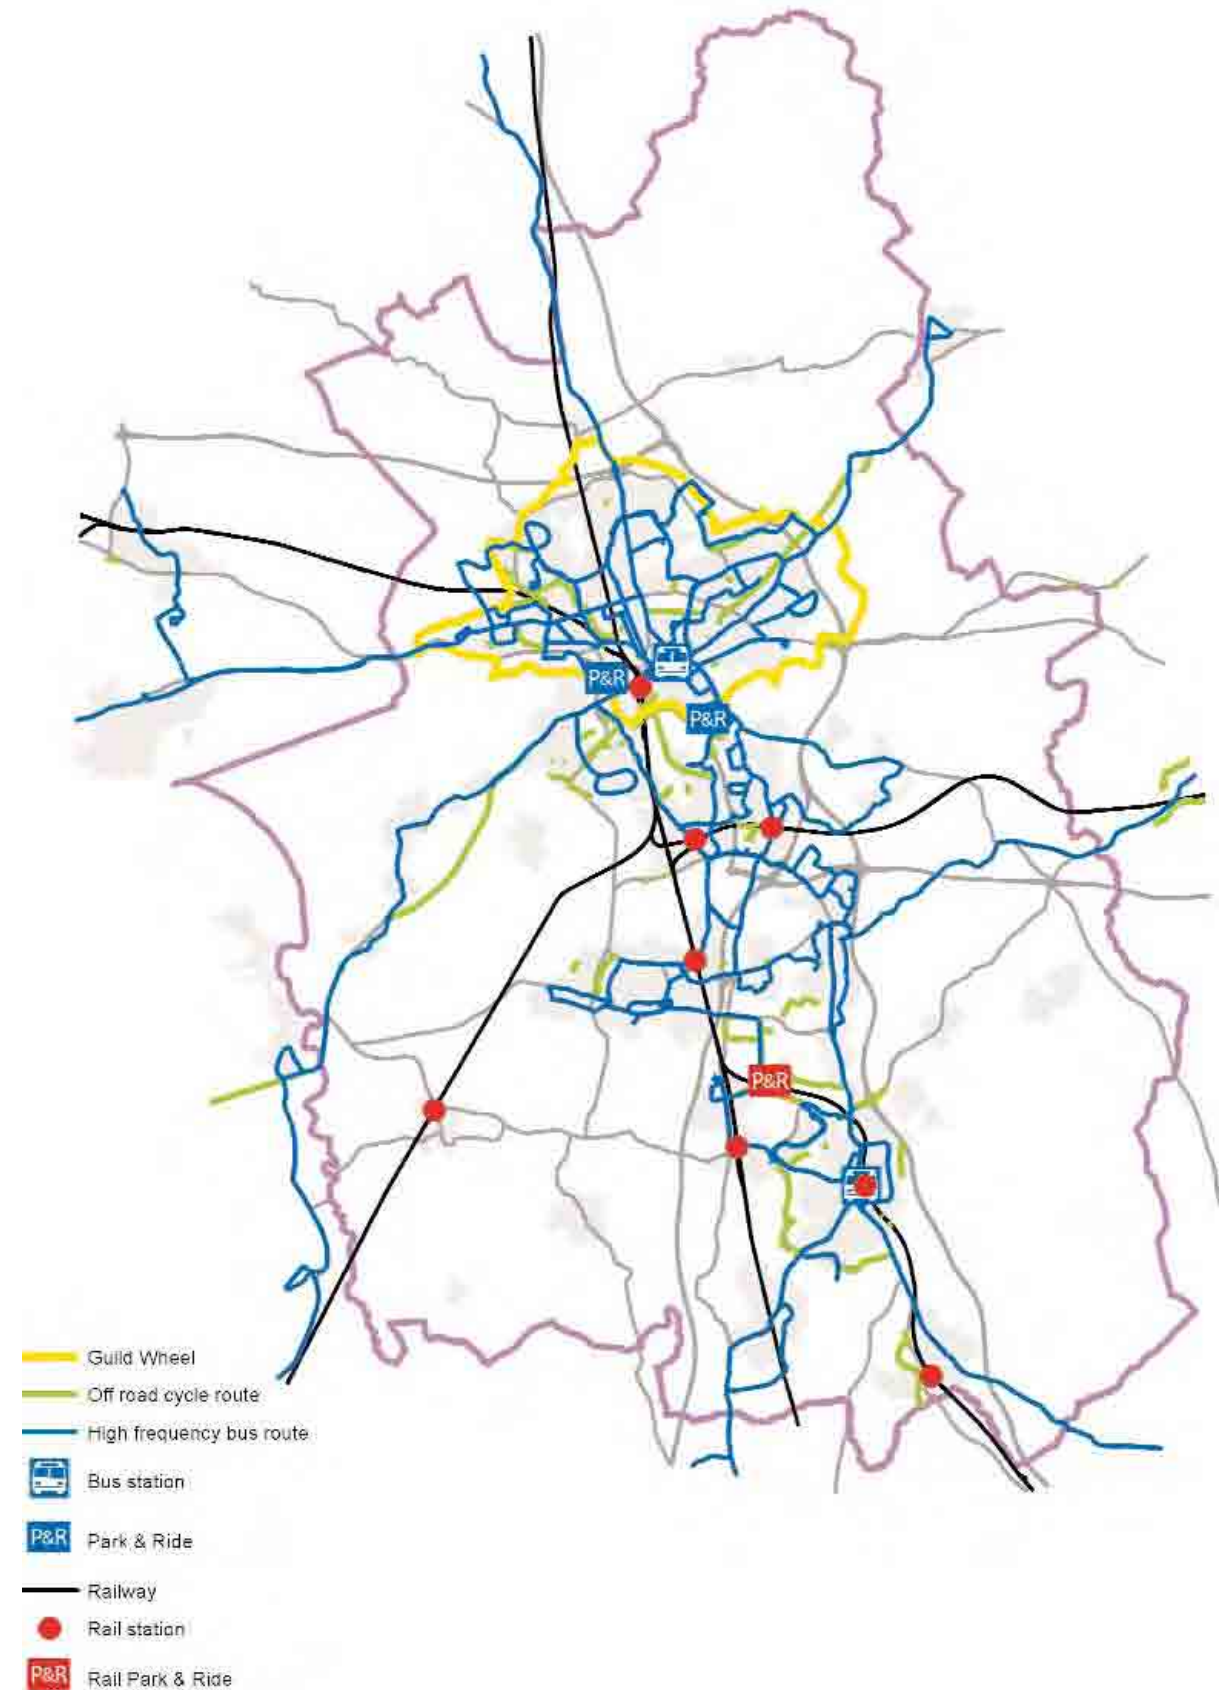 P&R
P&R
P&R
Guild Wheel
Off road cycle route
High frequency bus route
Bus station
P&R Park & Ride
Railway
Rail station
P&R Rail Park & Ride